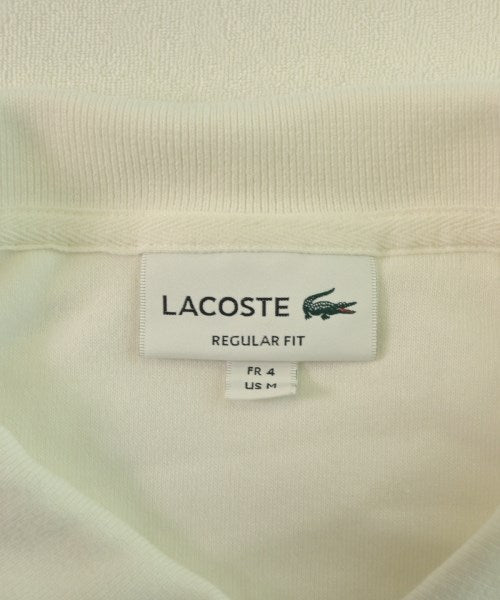 LACOSTE
REGULAR FIT
FR 4
US M